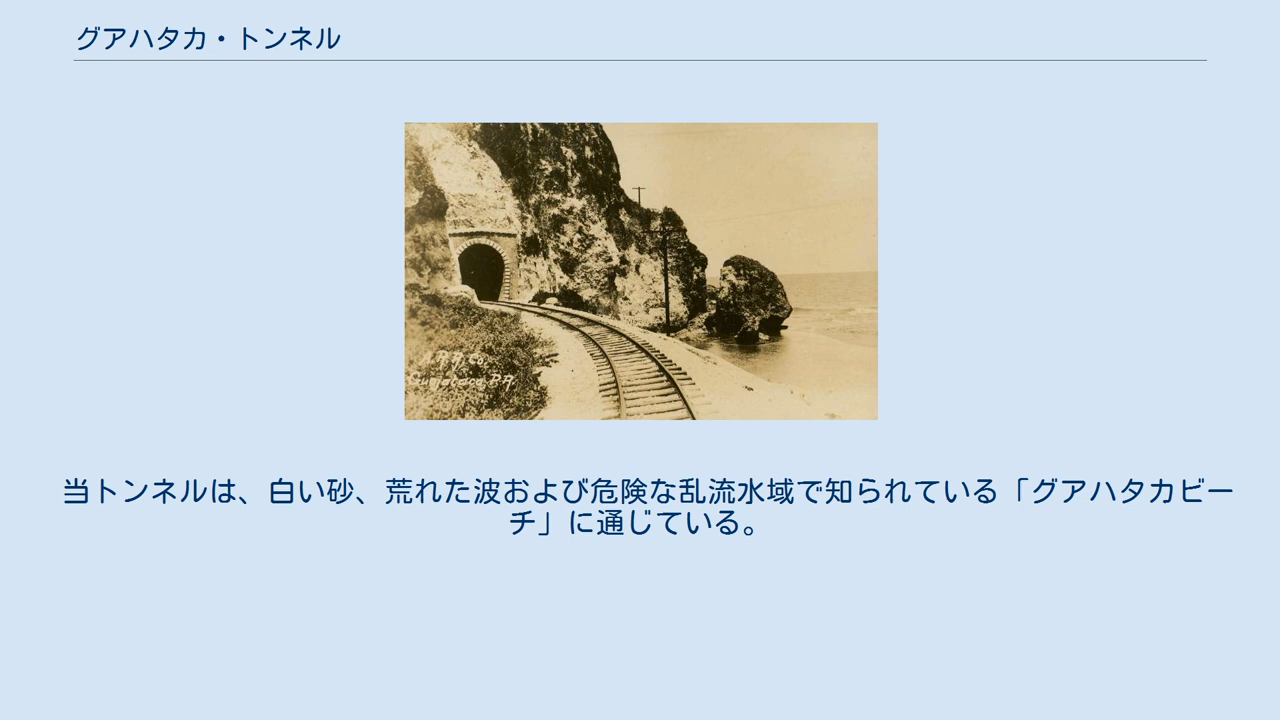 グアハタカ・トンネル
A.R.R. Co.
Guajataca, P.R.
当トンネルは、白い砂、荒れた波および危険な乱流水域で知られている「グアハタカビー
チ」に通じている。